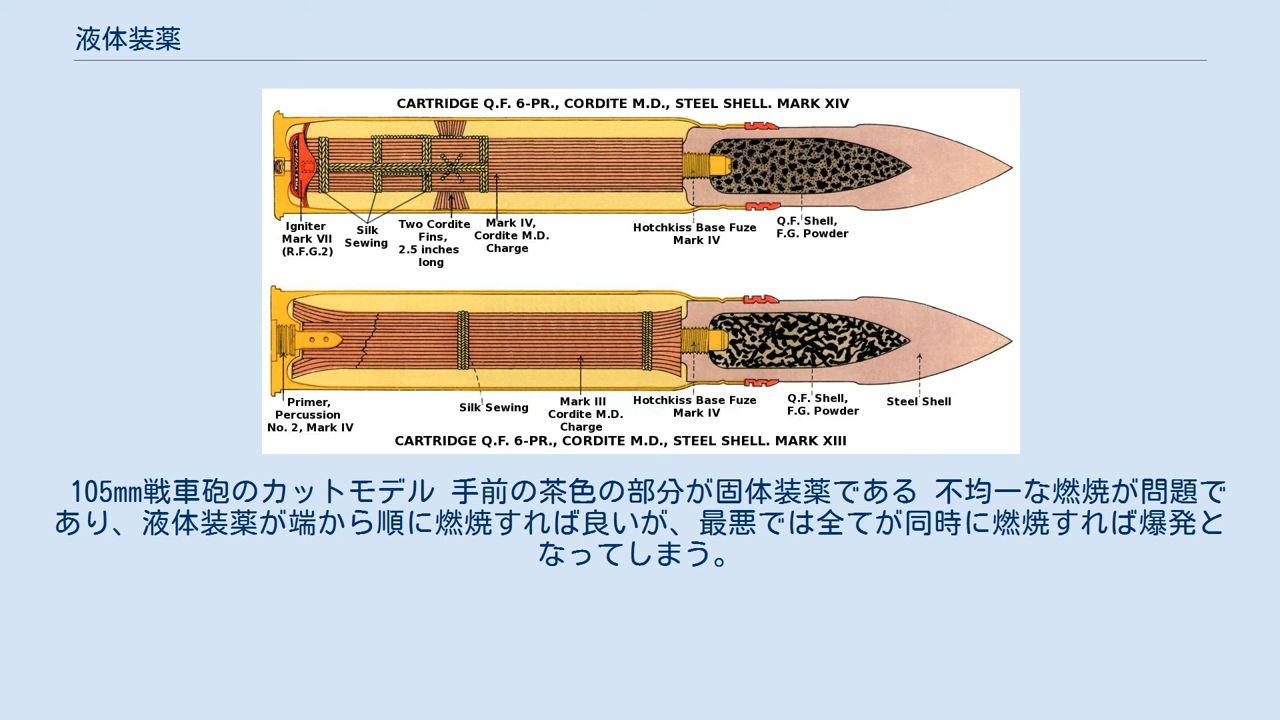 液体装薬
CARTRIDGE Q.F. 6-PR., CORDITE M.D., STEEL SHELL. MARK XIV
Igniter
Mark VII
(R.F.G.2)
Silk
Sewing
Two Cordite
Fins,
2.5 inches
long
Mark IV,
Cordite M.D.
Charge
Hotchkiss Base Fuze
Mark IV
Q.F. Shell,
F.G. Powder
Primer,
Percussion
No. 2, Mark IV
Silk Sewing
Mark III
Cordite M.D.
Charge
Hotchkiss Base Fuze
Mark IV
Q.F. Shell,
F.G. Powder
Steel Shell
CARTRIDGE Q.F. 6-PR., CORDITE M.D., STEEL SHELL. MARK XIII
105mm戦車砲のカットモデル 手前の茶色の部分が固体装薬である 不均一な燃焼が問題で
あり、液体装薬が端から順に燃焼すれば良いが、最悪では全てが同時に燃焼すれば爆発と
なってしまう。